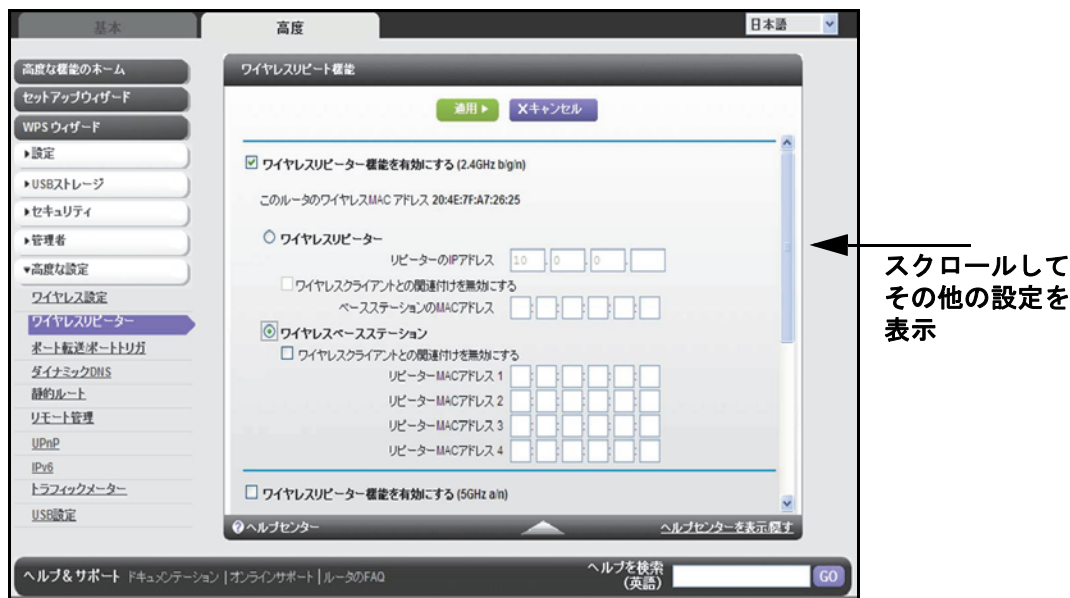 基本
高度
日本語
高度な機能のホーム
セットアップウィザード
WPS ウィザード
設定
USBストレージ
セキュリティ
管理者
高度な設定
ワイヤレス設定
ワイヤレスリピーター
ポート転送/ポートトリガ
ダイナミックDNS
静的ルート
リモート管理
UPnP
IPv6
トラフィックメーター
USB設定
ワイヤレスリピート機能
適用
Xキャンセル
ワイヤレスリピーター機能を有効にする (2.4GHz b/g/n)
このルータのワイヤレスMAC アドレス 20:4E:7F:A7:26:25
ワイヤレスリピーター
リピーターのIPアドレス 10 . 0 . 0 .
ワイヤレスクライアントとの関連付けを無効にする
ベースステーションのMACアドレス : : : : :
ワイヤレスベースステーション
ワイヤレスクライアントとの関連付けを無効にする
リピーターMACアドレス 1 : : : : :
リピーターMACアドレス 2 : : : : :
リピーターMACアドレス 3 : : : : :
リピーターMACアドレス 4 : : : : :
ワイヤレスリピーター機能を有効にする (5GHz a/n)
?ヘルプセンター
ヘルプセンターを表示/隠す
ヘルプ & サポート ドキュメンテーション | オンラインサポート | ルータのFAQ
ヘルプを検索
(英語)
GO
スクロールして
その他の設定を
表示